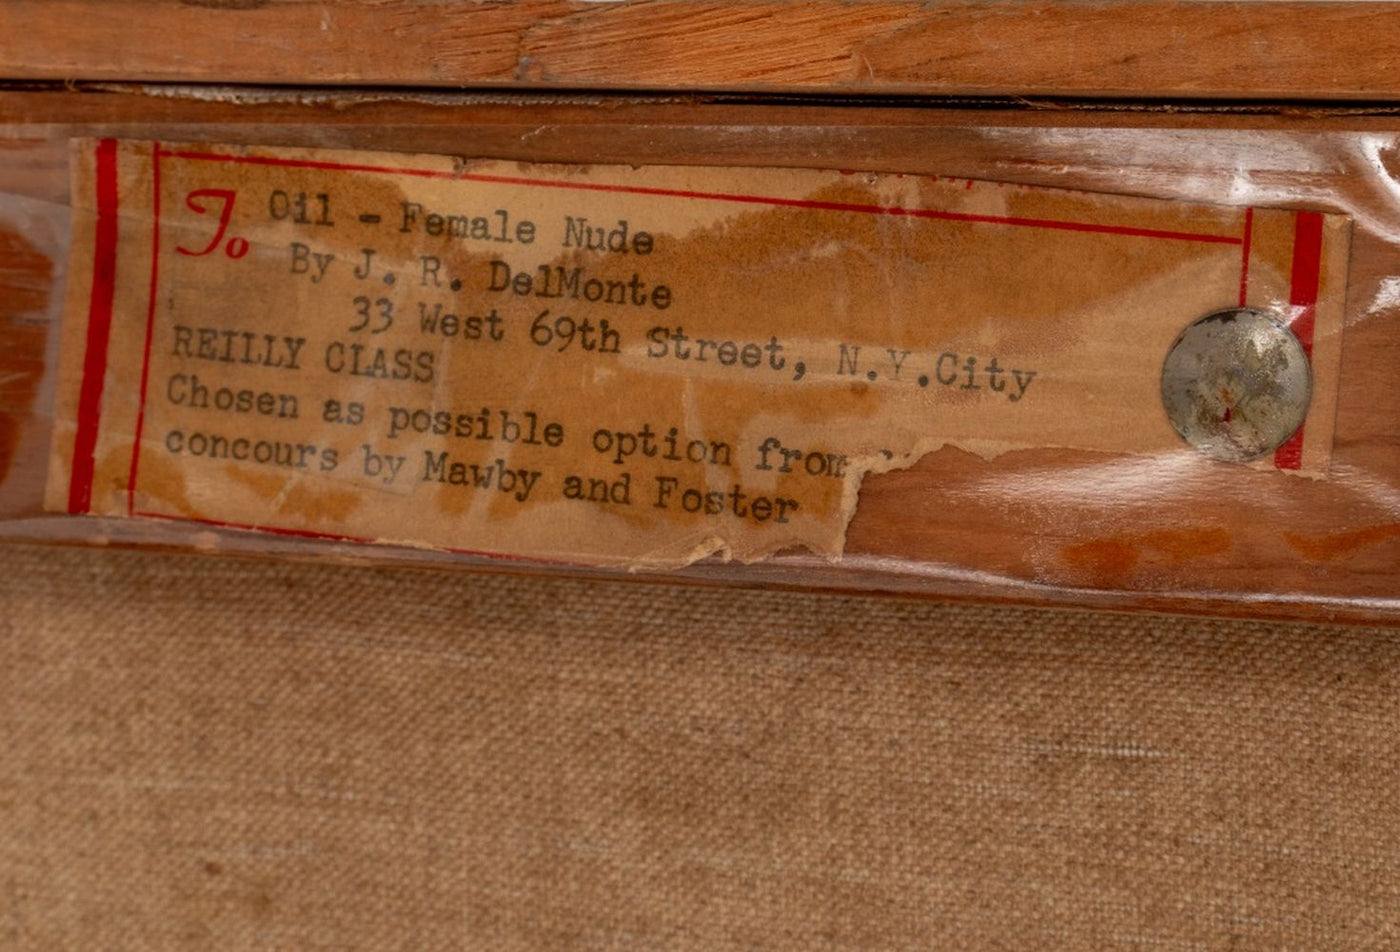 To Oil - Female Nude
By J. R. DelMonte
33 West 69th Street, N.Y.City
REILLY CLASS
Chosen as possible option from
concours by Mawby and Foster